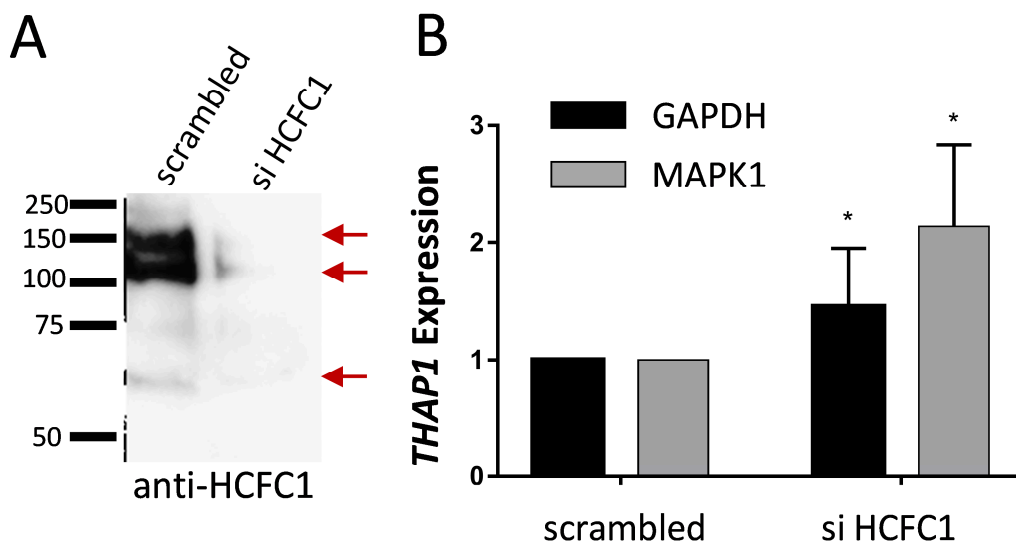 A
scrambled
si HCFC1
250
150
100
75
50
anti-HCFC1
B
GAPDH
MAPK1
THAP1 Expression
3
2
1
0
*
*
scrambled
si HCFC1